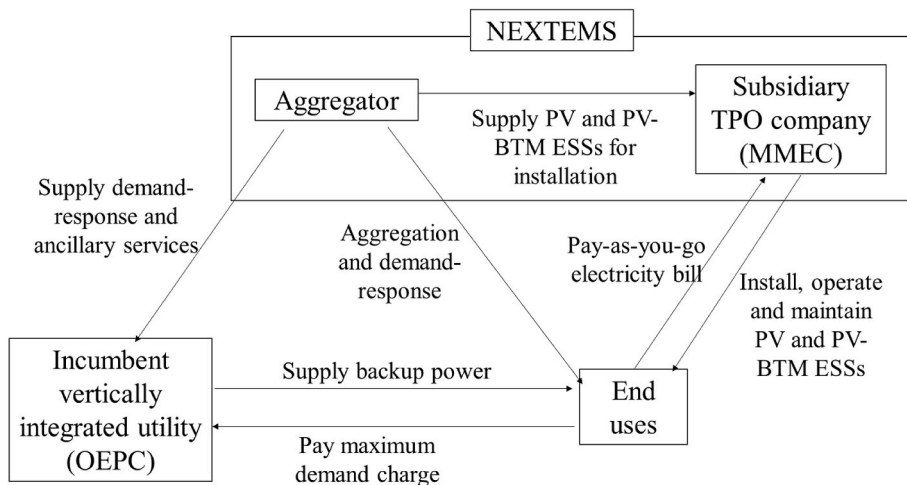 NEXTEMS
Aggregator
Subsidiary
TPO company
(MMEC)
Supply PV and PV-
BTM ESSs for
installation
Supply demand-
response and
ancillary services
Aggregation
and demand-
response
Pay-as-you-go
electricity bill
Install, operate
and maintain
PV and PV-
BTM ESSs
Incumbent
vertically
integrated utility
(OEPC)
Supply backup power
End
uses
Pay maximum
demand charge